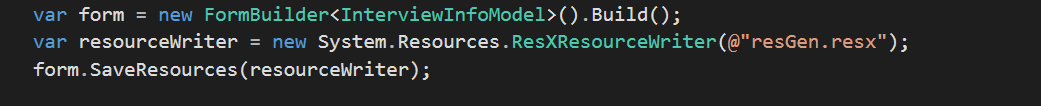 var form = new FormBuilder<InterviewInfoModel>().Build();
var resourceWriter = new System.Resources.ResXResourceWriter(@"resGen.resx");
form.SaveResources(resourceWriter);